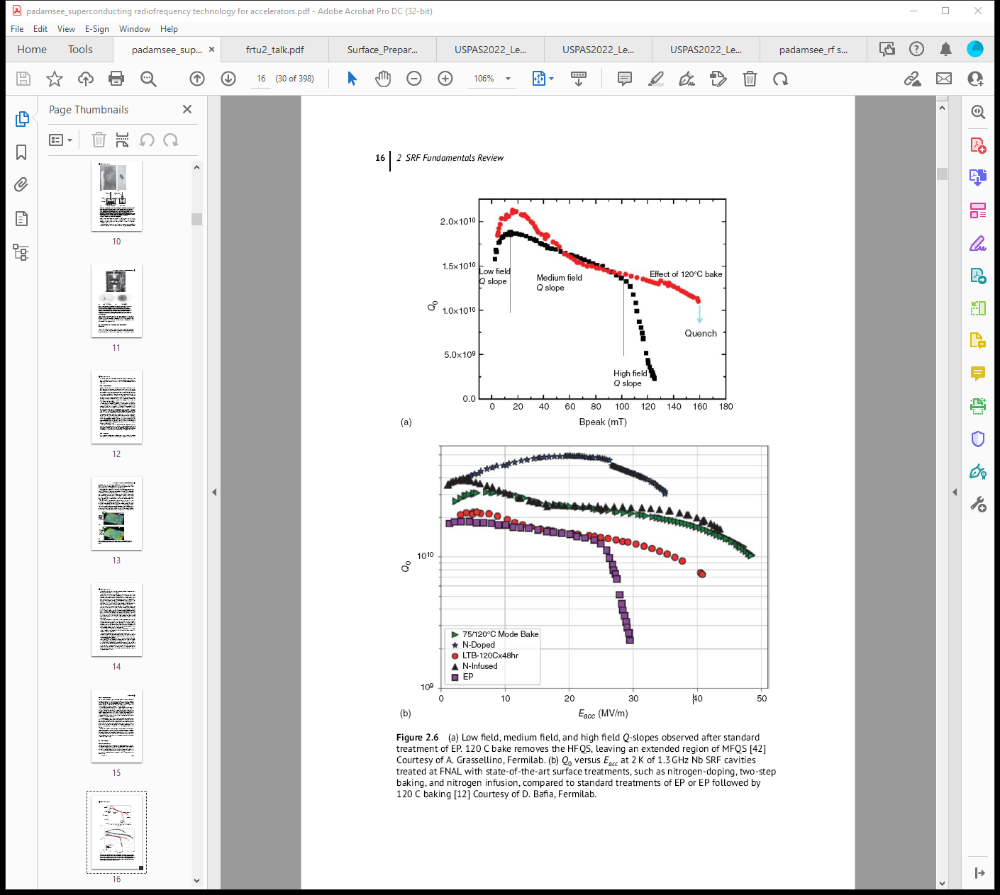 padamsee_superconducting radiofrequency technology for accelerators.pdf - Adobe Acrobat Pro DC (32-bit)
File Edit View E-Sign Window Help
Home Tools padamsee_sup... × frtu2_talk.pdf Surface_Prepar... USPAS2022_Le... USPAS2022_Le... USPAS2022_Le... padamsee_rf s...
16 (30 of 398) 106%
Page Thumbnails
10
11
12
13
14
15
16
16 2 SRF Fundamentals Review
2.0×10¹⁰
1.5×10¹⁰
1.0×10¹⁰
5.0×10⁹
0.0
Q₀
Low field
Q slope
Medium field
Q slope
Effect of 120°C bake
Quench
High field
Q slope
0 20 40 60 80 100 120 140 160 180
(a) Bpeak (mT)
10¹⁰
Q₀
10⁹
75/120°C Mode Bake
N-Doped
LTB-120Cx48hr
N-Infused
EP
0 10 20 30 40 50
(b) E_acc (MV/m)
Figure 2.6 (a) Low field, medium field, and high field Q-slopes observed after standard
treatment of EP. 120 C bake removes the HFQS, leaving an extended region of MFQS [42]
Courtesy of A. Grassellino, Fermilab. (b) Q₀ versus E_acc at 2 K of 1.3 GHz Nb SRF cavities
treated at FNAL with state-of-the-art surface treatments, such as nitrogen-doping, two-step
baking, and nitrogen infusion, compared to standard treatments of EP or EP followed by
120 C baking [12] Courtesy of D. Bafia, Fermilab.